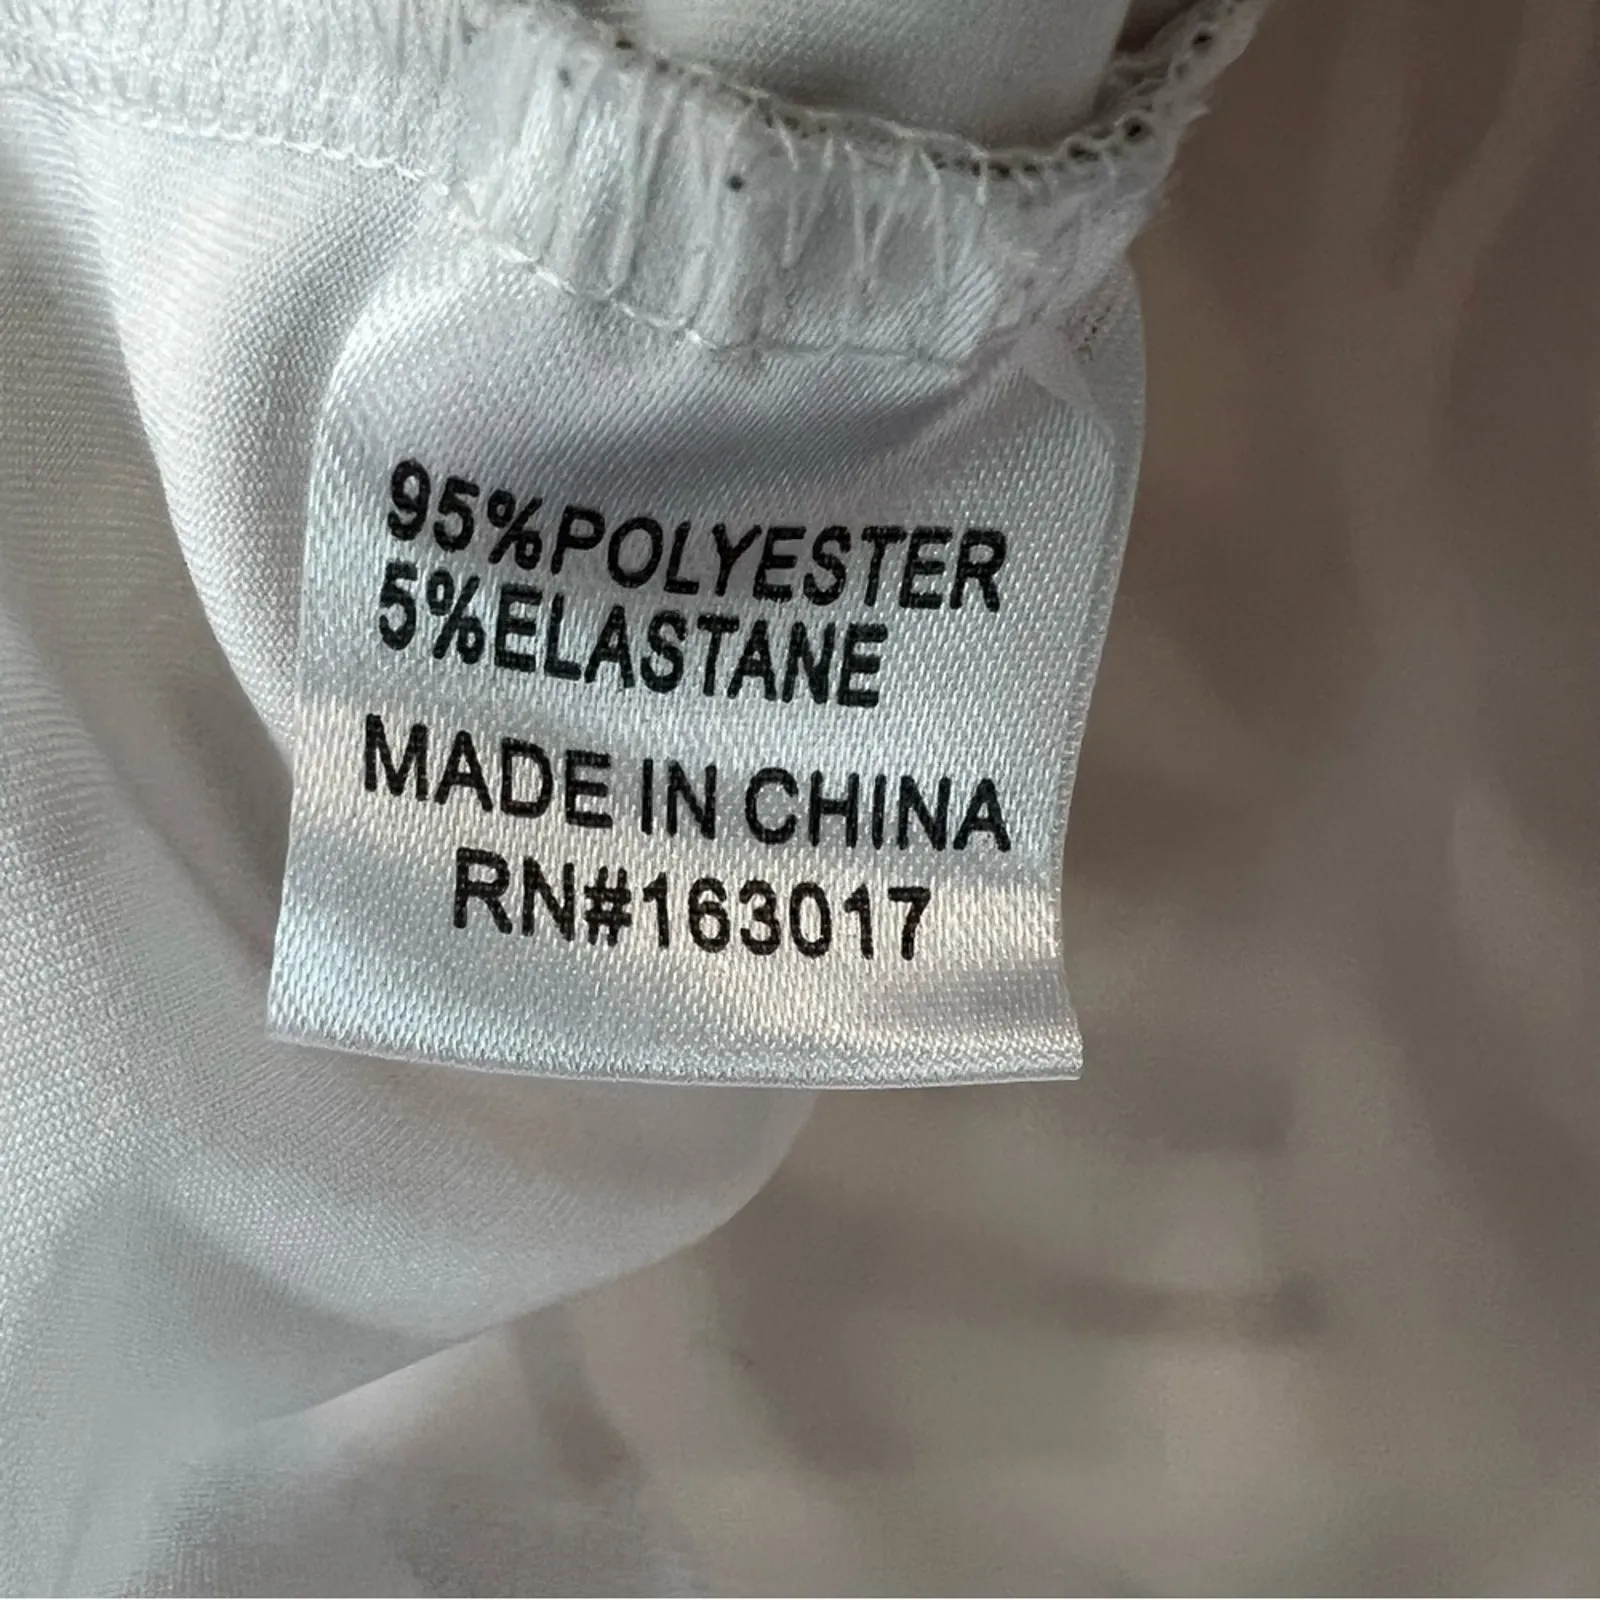 95%POLYESTER
5%ELASTANE
MADE IN CHINA
RN#163017